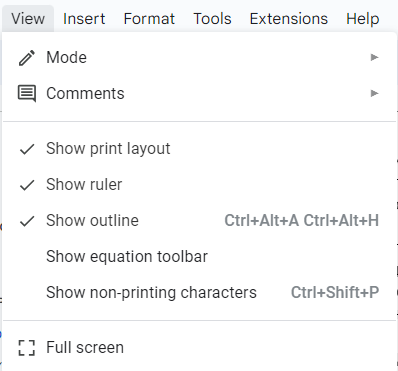 View Insert Format Tools Extensions Help
Mode
Comments
Show print layout
Show ruler
Show outline Ctrl+Alt+A Ctrl+Alt+H
Show equation toolbar
Show non-printing characters Ctrl+Shift+P
Full screen